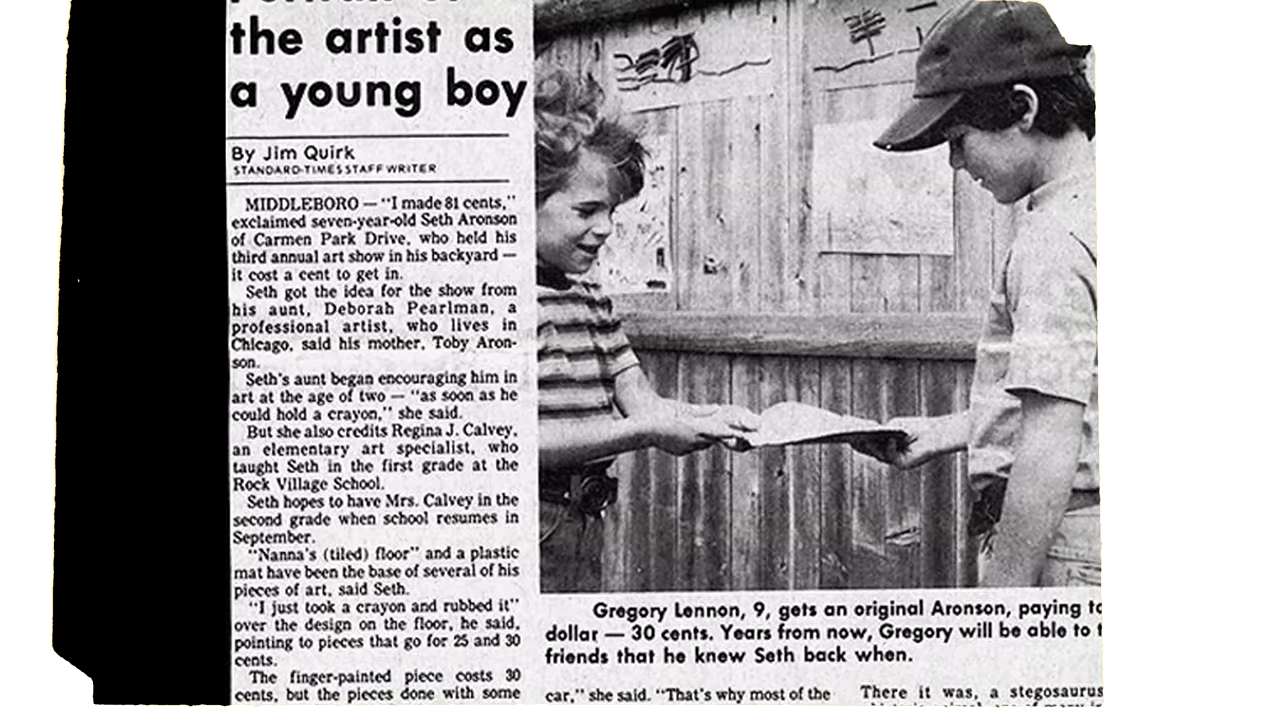 the artist as
a young boy
By Jim Quirk
STANDARD-TIMES STAFF WRITER
MIDDLEBORO — “I made 81 cents,”
exclaimed seven-year-old Seth Aronson
of Carmen Park Drive, who held his
third annual art show in his backyard —
it cost a cent to get in.
Seth got the idea for the show from
his aunt, Deborah Pearlman, a
professional artist, who lives in
Chicago, said his mother, Toby Aron-
son.
Seth's aunt began encouraging him in
art at the age of two — “as soon as he
could hold a crayon,” she said.
But she also credits Regina J. Calvey,
an elementary art specialist, who
taught Seth in the first grade at the
Rock Village School.
Seth hopes to have Mrs. Calvey in the
second grade when school resumes in
September.
“Nanna's (tiled) floor” and a plastic
mat have been the base of several of his
pieces of art, said Seth.
“I just took a crayon and rubbed it”
over the design on the floor, he said,
pointing to pieces that go for 25 and 30
cents.
The finger-painted piece costs 30
cents, but the pieces done with some
Gregory Lennon, 9, gets an original Aronson, paying
dollar — 30 cents. Years from now, Gregory will be able to
friends that he knew Seth back when.
car,” she said. “That's why most of the
There it was, a stegosaurus